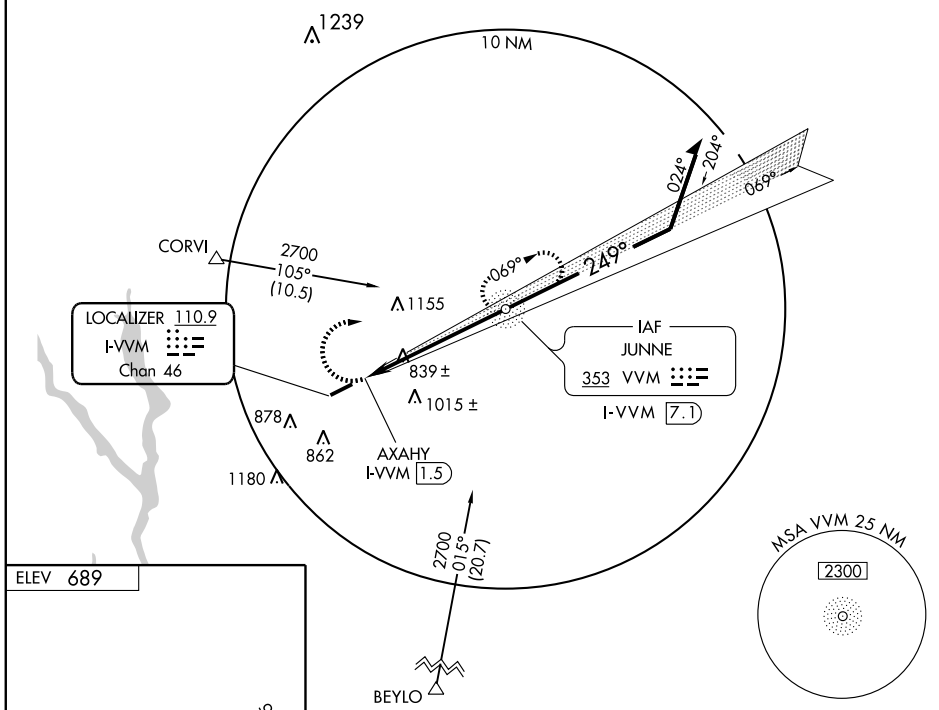 1239
10 NM
024°
204°
069°
CORVI
2700
105°
(10.5)
069°
249°
1155
LOCALIZER 110.9
I-VVM
Chan 46
839 ±
1015 ±
IAF
JUNNE
353 VVM
I-VVM 7.1
878
862
AXAHY
I-VVM 1.5
1180
2700
015°
(20.7)
MSA VVM 25 NM
2300
ELEV 689
BEYLO